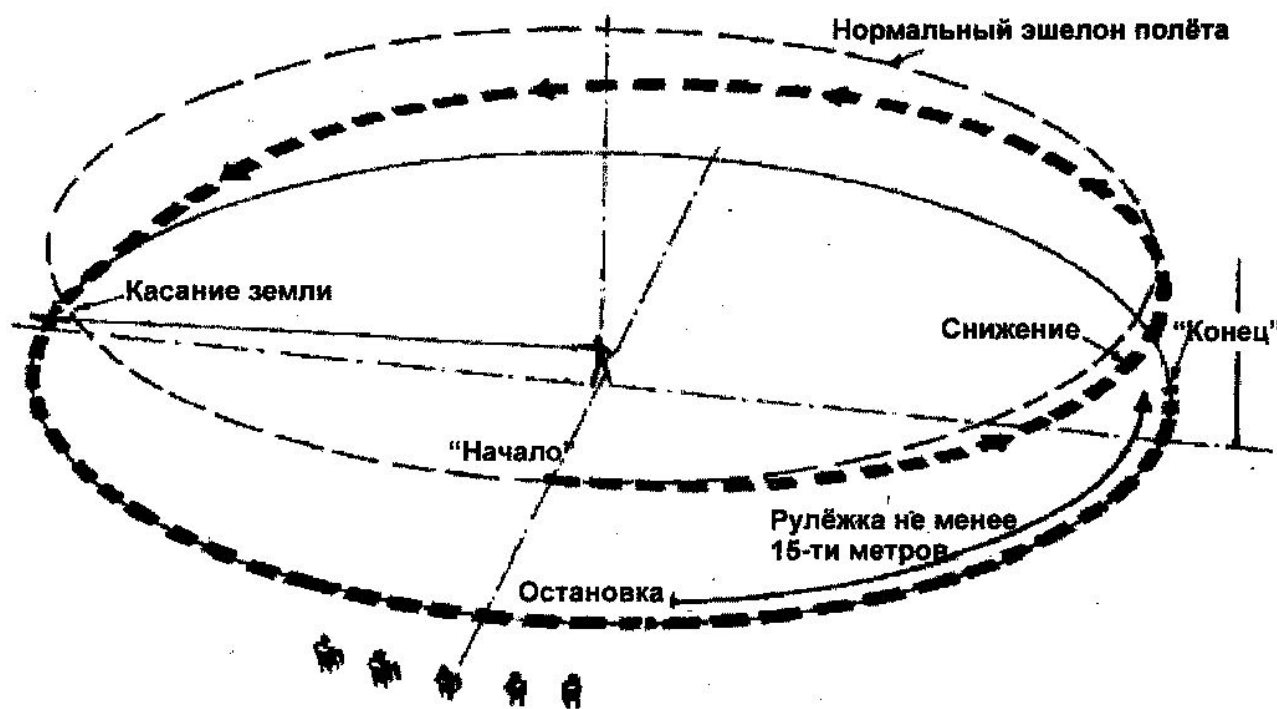 Нормальный эшелон полёта
Касание земли
Снижение
“Конец”
“Начало”
Рулёжка не менее
15-ти метров
Остановка